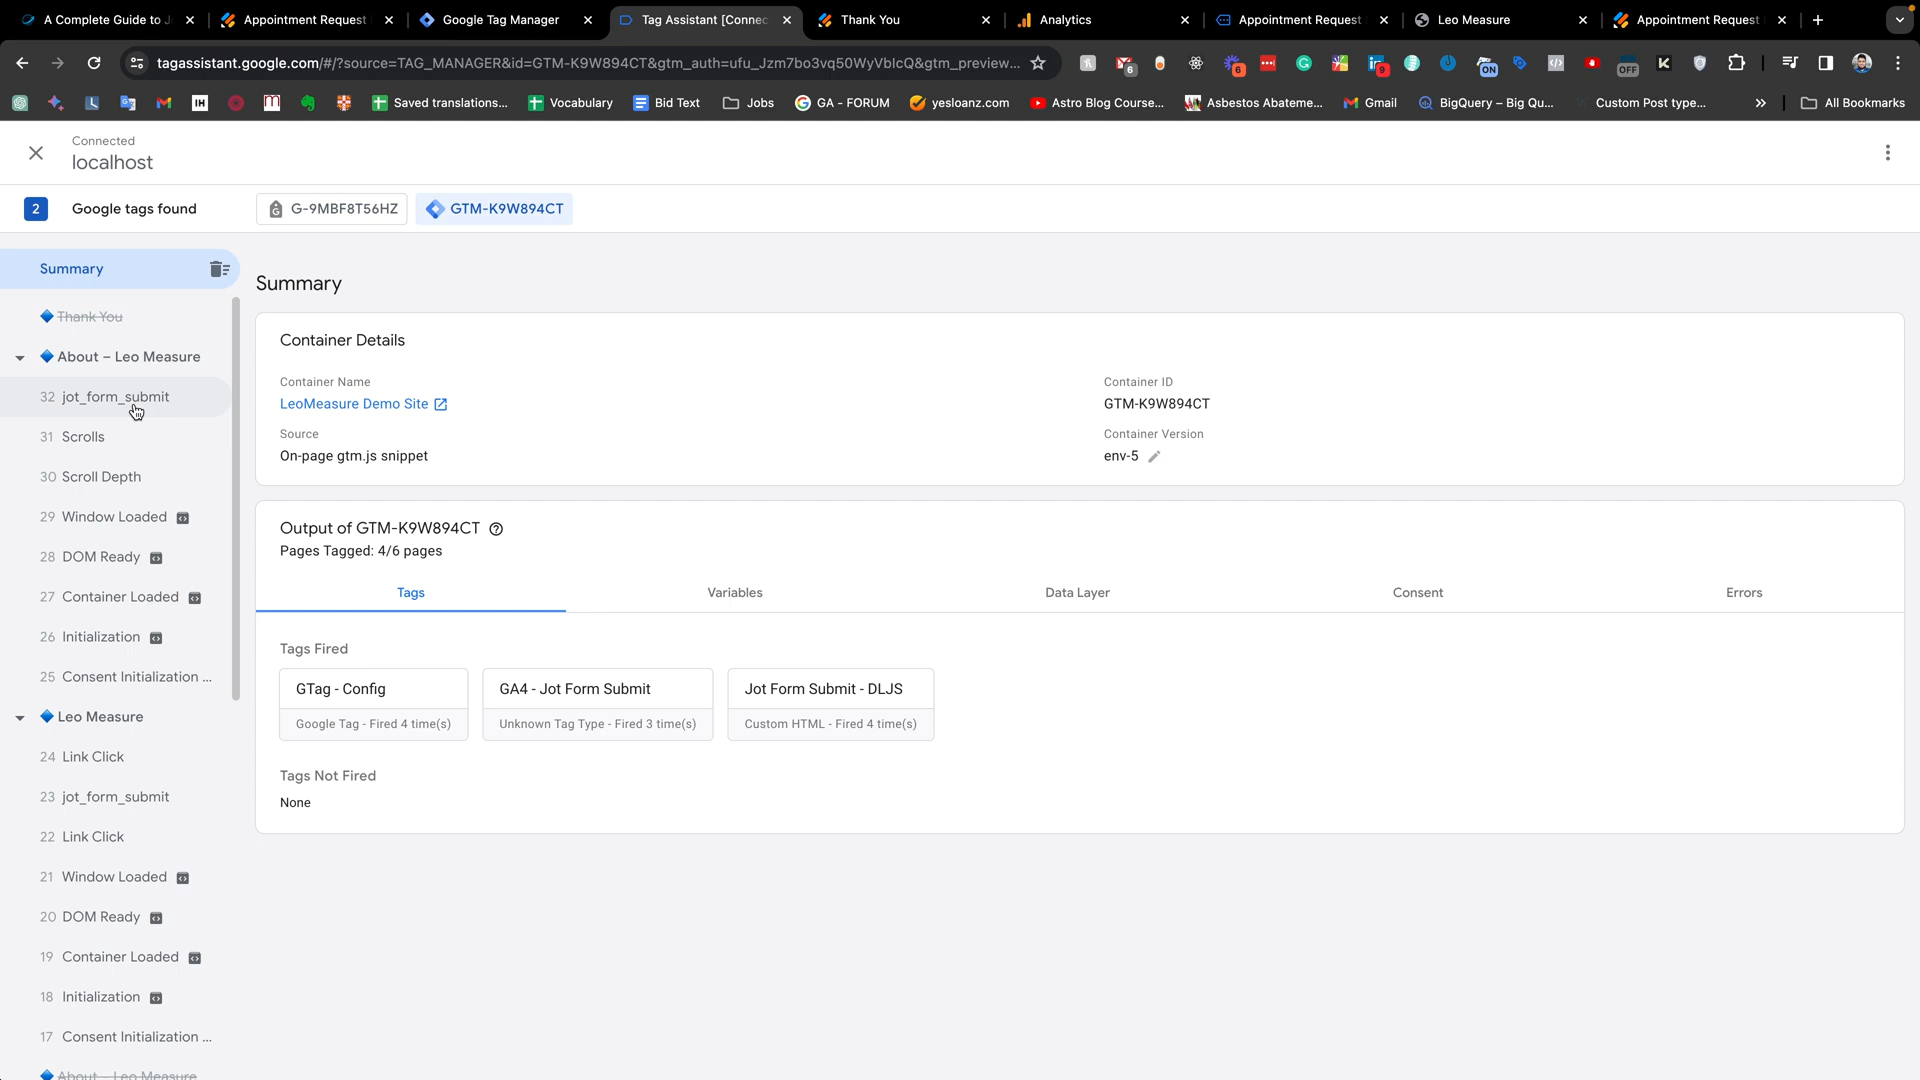 A Complete Guide to J
Appointment Request
Google Tag Manager
Tag Assistant [Connec
Thank You
Analytics
Appointment Request
Leo Measure
Appointment Request
tagassistant.google.com/#/?source=TAG_MANAGER&id=GTM-K9W894CT&gtm_auth=ufu_Jzm7bo3vq50WyVblcQ&gtm_preview...
6
6
9
ON
OFF
IH
Saved translations...
Vocabulary
Bid Text
Jobs
GA - FORUM
yesloanz.com
Astro Blog Course...
Asbestos Abateme...
Gmail
BigQuery – Big Qu...
Custom Post type...
»
All Bookmarks
Connected
localhost
2
Google tags found
G-9MBF8T56HZ
GTM-K9W894CT
Summary
Thank You
About – Leo Measure
32 jot_form_submit
31 Scrolls
30 Scroll Depth
29 Window Loaded
28 DOM Ready
27 Container Loaded
26 Initialization
25 Consent Initialization ...
Leo Measure
24 Link Click
23 jot_form_submit
22 Link Click
21 Window Loaded
20 DOM Ready
19 Container Loaded
18 Initialization
17 Consent Initialization ...
About – Leo Measure
Summary
Container Details
Container Name
LeoMeasure Demo Site
Container ID
GTM-K9W894CT
Source
On-page gtm.js snippet
Container Version
env-5
Output of GTM-K9W894CT
Pages Tagged: 4/6 pages
Tags
Variables
Data Layer
Consent
Errors
Tags Fired
GTag - Config
Google Tag - Fired 4 time(s)
GA4 - Jot Form Submit
Unknown Tag Type - Fired 3 time(s)
Jot Form Submit - DLJS
Custom HTML - Fired 4 time(s)
Tags Not Fired
None